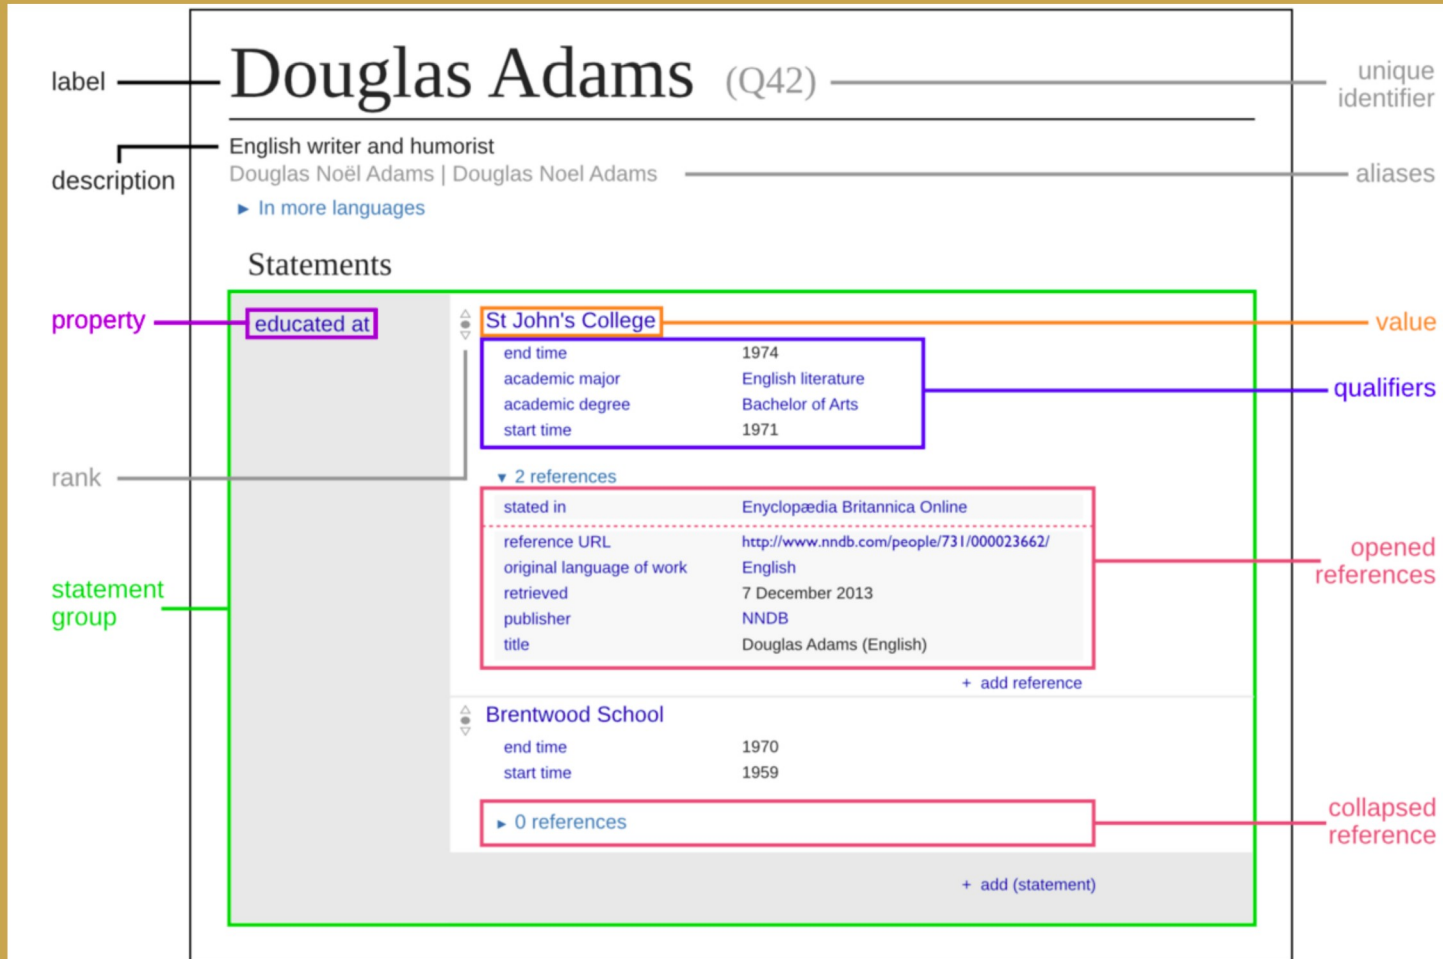 label
Douglas Adams (Q42)
unique
identifier
description
English writer and humorist
Douglas Noël Adams | Douglas Noel Adams
aliases
► In more languages
Statements
property
educated at
St John's College
value
end time 1974
academic major English literature
academic degree Bachelor of Arts
start time 1971
qualifiers
rank
▼ 2 references
stated in Enyclopædia Britannica Online
reference URL http://www.nndb.com/people/731/000023662/
original language of work English
retrieved 7 December 2013
publisher NNDB
title Douglas Adams (English)
opened
references
statement
group
+ add reference
Brentwood School
end time 1970
start time 1959
► 0 references
collapsed
reference
+ add (statement)